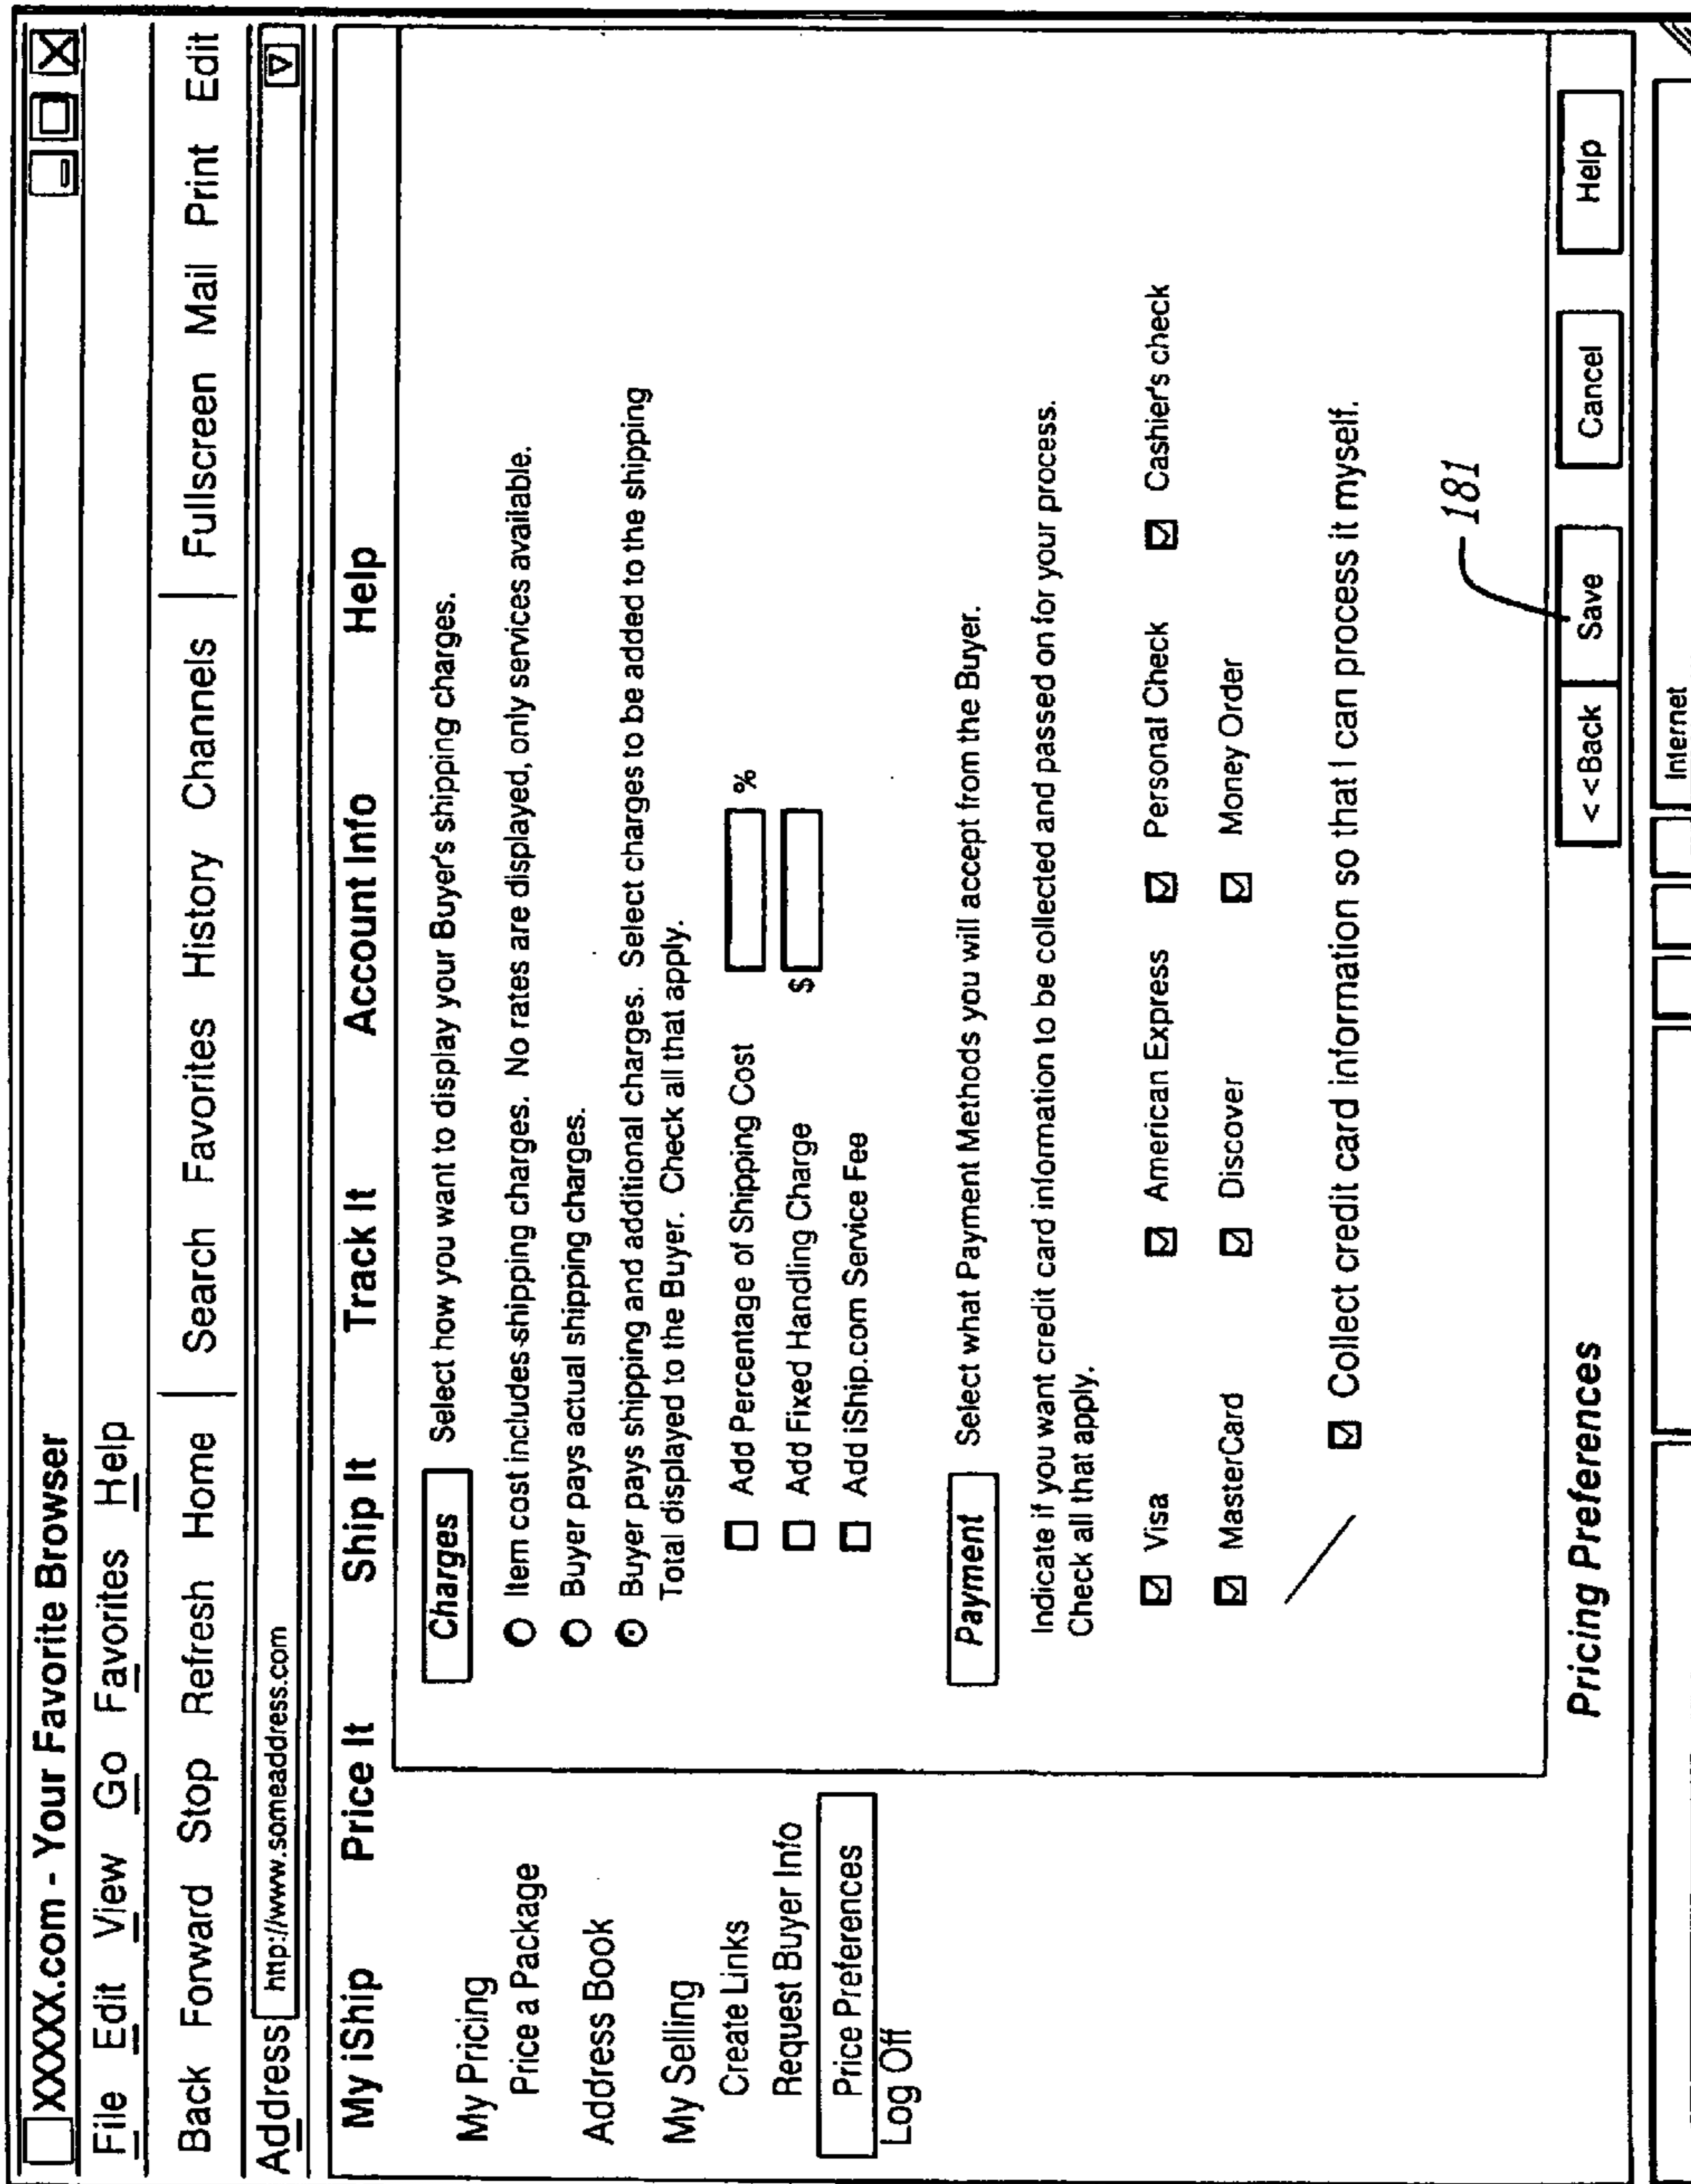 XXXXX.com - Your Favorite Browser
File Edit View Go Favorites Help
Back Forward Stop Refresh Home Search Favorites History Channels Fullscreen Mail Print Edit
Address http://www.someaddress.com
My iShip Price It Ship It Track It Account Info Help
My Pricing
Price a Package
Address Book
My Selling
Create Links
Request Buyer Info
Price Preferences
Log Off
Charges Select how you want to display your Buyer's shipping charges.
Item cost includes shipping charges. No rates are displayed, only services available.
Buyer pays actual shipping charges.
Buyer pays shipping and additional charges. Select charges to be added to the shipping
Total displayed to the Buyer. Check all that apply.
Add Percentage of Shipping Cost %
Add Fixed Handling Charge $
Add iShip.com Service Fee
Payment Select what Payment Methods you will accept from the Buyer.
Indicate if you want credit card information to be collected and passed on for your process.
Check all that apply.
Visa American Express Personal Check Cashier's check
MasterCard Discover Money Order
Collect credit card information so that I can process it myself.
181
Pricing Preferences <<Back Save Cancel Help
Internet